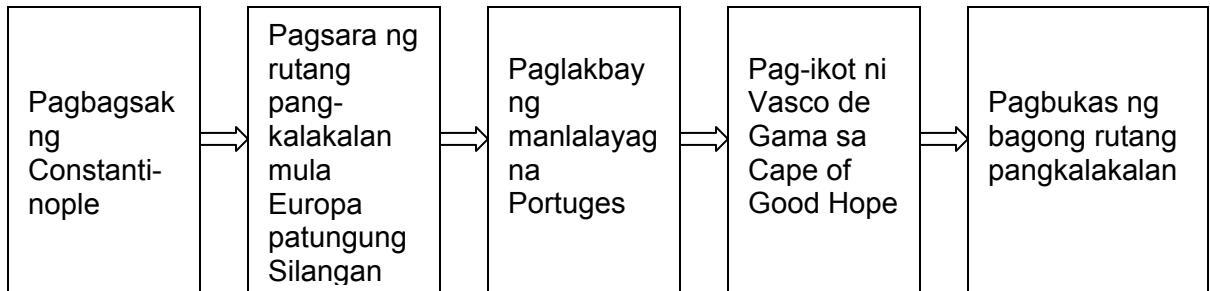 Pagbagsak
ng
Constanti-
nople
Pagsara ng
rutang
pang-
kalakalan
mula
Europa
patungung
Silangan
Paglakbay
ng
manlalayag
na
Portuges
Pag-ikot ni
Vasco de
Gama sa
Cape of
Good Hope
Pagbukas ng
bagong rutang
pangkalakalan